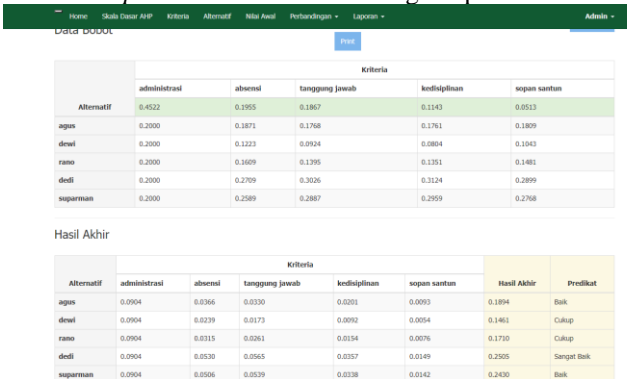 Home Skala Dasar AHP Kriteria Alternatif Nilai Awal Perbandingan Laporan Admin
Data Bobot
Print
Kriteria
administrasi absensi tanggung jawab kedisiplinan sopan santun
Alternatif 0.4522 0.1955 0.1867 0.1143 0.0513
agus 0.2000 0.1871 0.1768 0.1761 0.1809
dewi 0.2000 0.1223 0.0924 0.0804 0.1043
rano 0.2000 0.1609 0.1395 0.1351 0.1481
dedi 0.2000 0.2709 0.3026 0.3124 0.2899
suparman 0.2000 0.2589 0.2887 0.2959 0.2768
Hasil Akhir
Kriteria
Alternatif administrasi absensi tanggung jawab kedisiplinan sopan santun Hasil Akhir Predikat
agus 0.0904 0.0366 0.0330 0.0201 0.0093 0.1894 Baik
dewi 0.0904 0.0239 0.0173 0.0092 0.0054 0.1461 Cukup
rano 0.0904 0.0315 0.0261 0.0154 0.0076 0.1710 Cukup
dedi 0.0904 0.0530 0.0565 0.0357 0.0149 0.2505 Sangat Baik
suparman 0.0904 0.0506 0.0539 0.0338 0.0142 0.2430 Baik